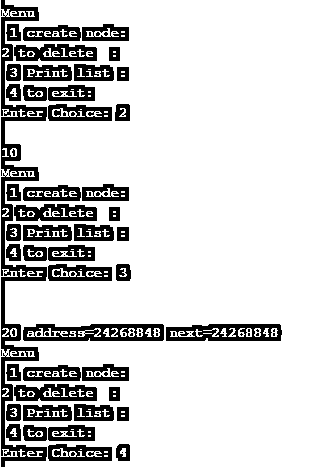 Menu
1 create node:
2 to delete :
3 Print list :
4 to exit:
Enter Choice: 2
10
Menu
1 create node:
2 to delete :
3 Print list :
4 to exit:
Enter Choice: 3
20 address=24268848 next=24268848
Menu
1 create node:
2 to delete :
3 Print list :
4 to exit:
Enter Choice: 4